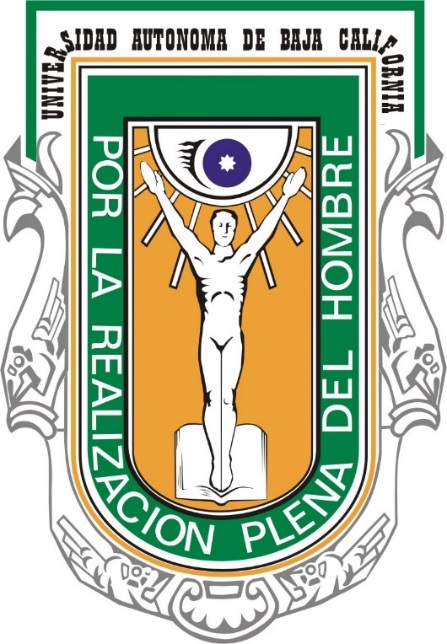 UNIVERSIDAD AUTONOMA DE BAJA CALIFORNIA
POR LA REALIZACION PLENA DEL HOMBRE